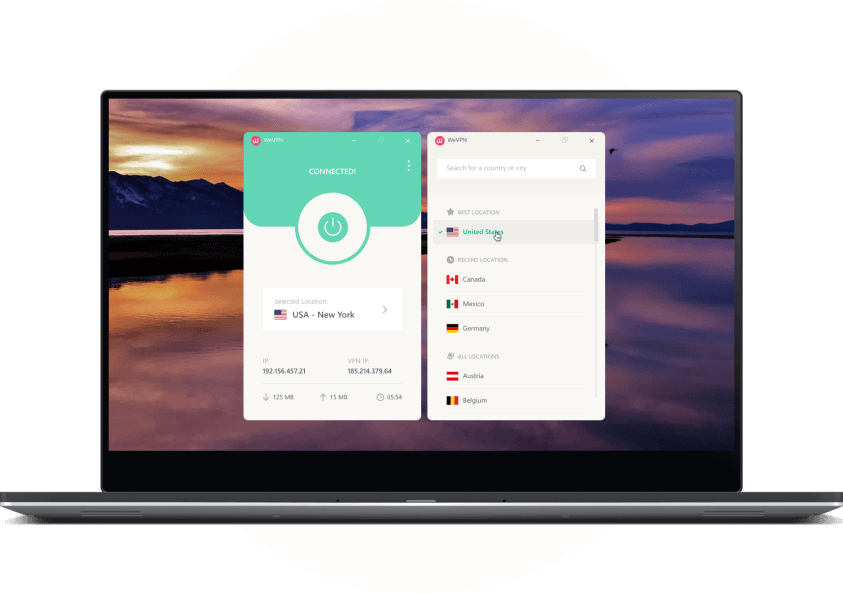 WeVPN
CONNECTED!
Selected Location:
USA - New York
IP:
192.156.457.21
VPN IP:
185.214.379.64
125 MB
15 MB
05:54
WeVPN
Search for a country or city
BEST LOCATION
United States
RECENT LOCATION
Canada
Mexico
Germany
ALL LOCATIONS
Austria
Belgium